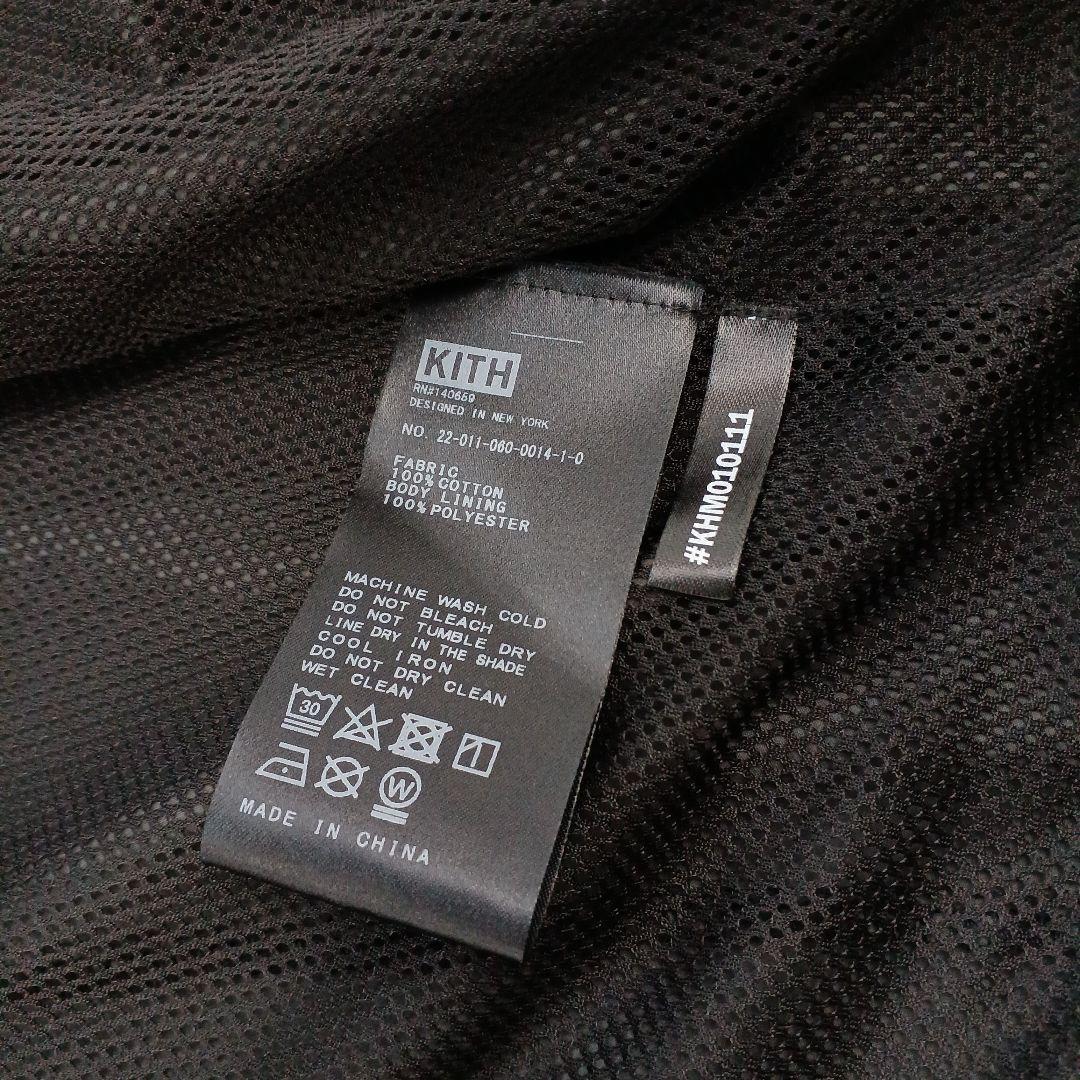 KITH
RN#140659
DESIGNED IN NEW YORK
NO. 22-011-060-0014-1-0
FABRIC
100%COTTON
BODY LINING
100%POLYESTER
MACHINE WASH COLD
DO NOT BLEACH
DO NOT TUMBLE DRY
LINE DRY IN THE SHADE
COOL IRON
DO NOT DRY CLEAN
WET CLEAN
30
W
MADE IN CHINA
#KHM010111